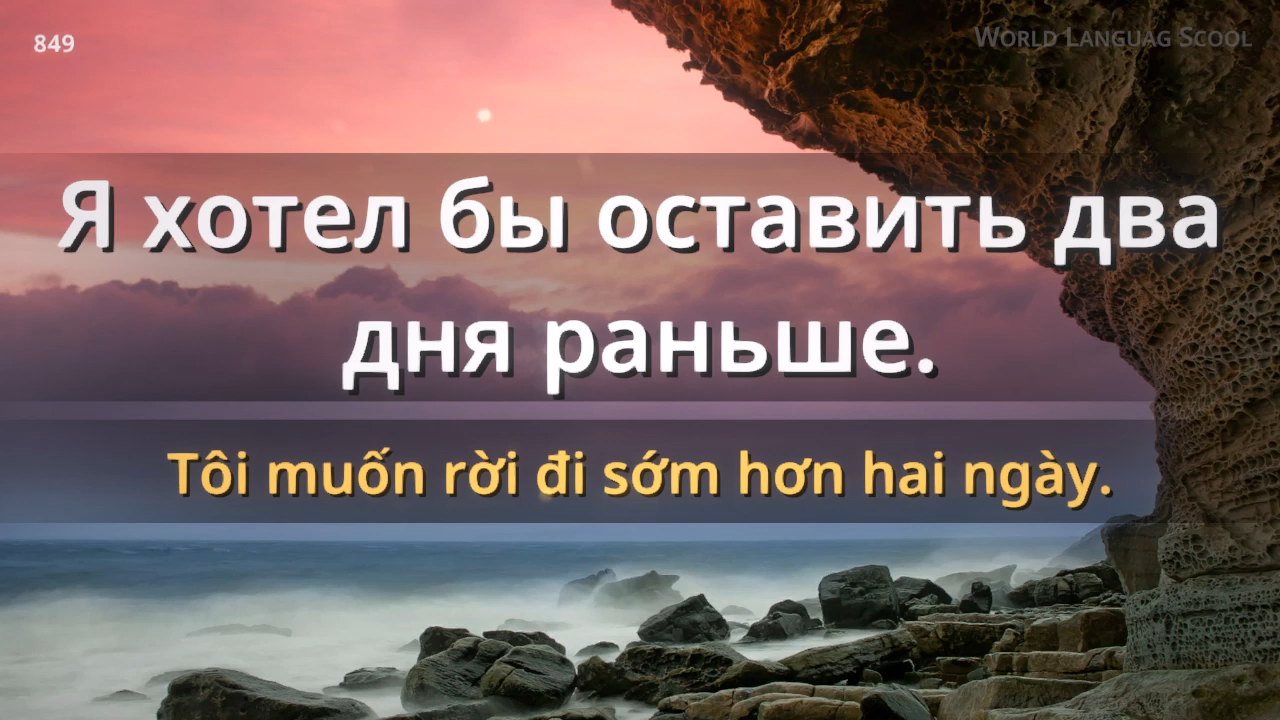 849
World Languag Scool
Я хотел бы оставить два
дня раньше.
Tôi muốn rời đi sớm hơn hai ngày.